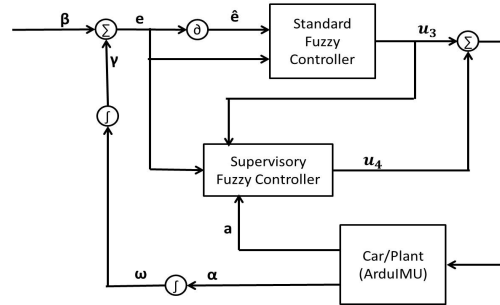 β
Σ
e
∂
ê
Standard
Fuzzy
Controller
u₃
Σ
γ
∫
Supervisory
Fuzzy Controller
u₄
a
Car/Plant
(ArduIMU)
ω
∫
α